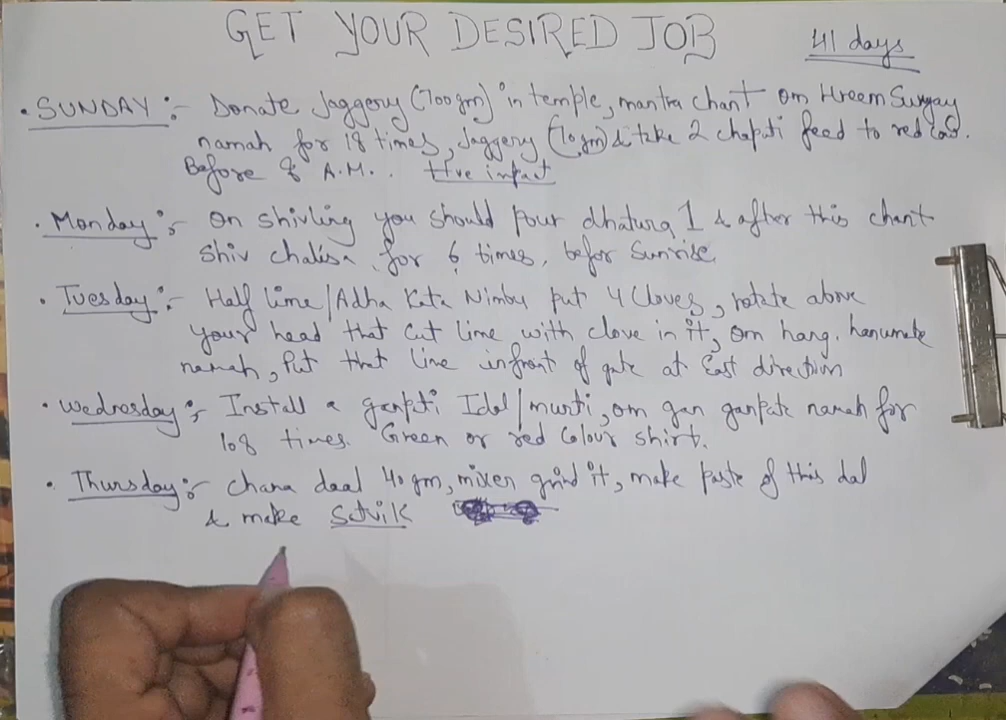 GET YOUR DESIRED JOB
41 days
• SUNDAY :- Donate Jaggery (700 gm) in temple, mantra chant om Hreem Suryay
namah for 18 times, Jaggery (70 gm) & take 2 chapati feed to red cow.
Before 8 A.M.. +tve impact
• Monday :- On shivling you should pour dhatura 1 & after this chant
Shiv chalisa for 6 times, befor Sunrise
• Tuesday :- Half lime/Adha Kata Nimbu put 4 Cloves, rotate above
your head that cut lime with clove in it, om hang. hanumate
namah, Put that lime infront of gate at East direction
• Wednesday :- Install a ganpati Idol/murti, om gan ganpate namah for
108 times. Green or red Colour shirt.
• Thursday :- Chana daal 40 gm, mixer grind it, make paste of this dal
& make Satvik